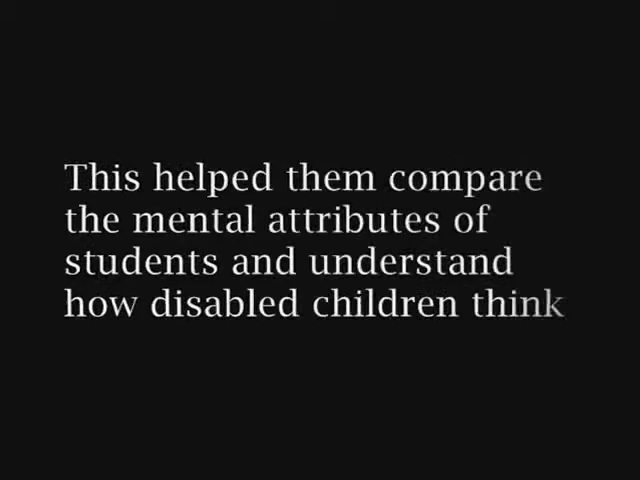 This helped them compare
the mental attributes of
students and understand
how disabled children think